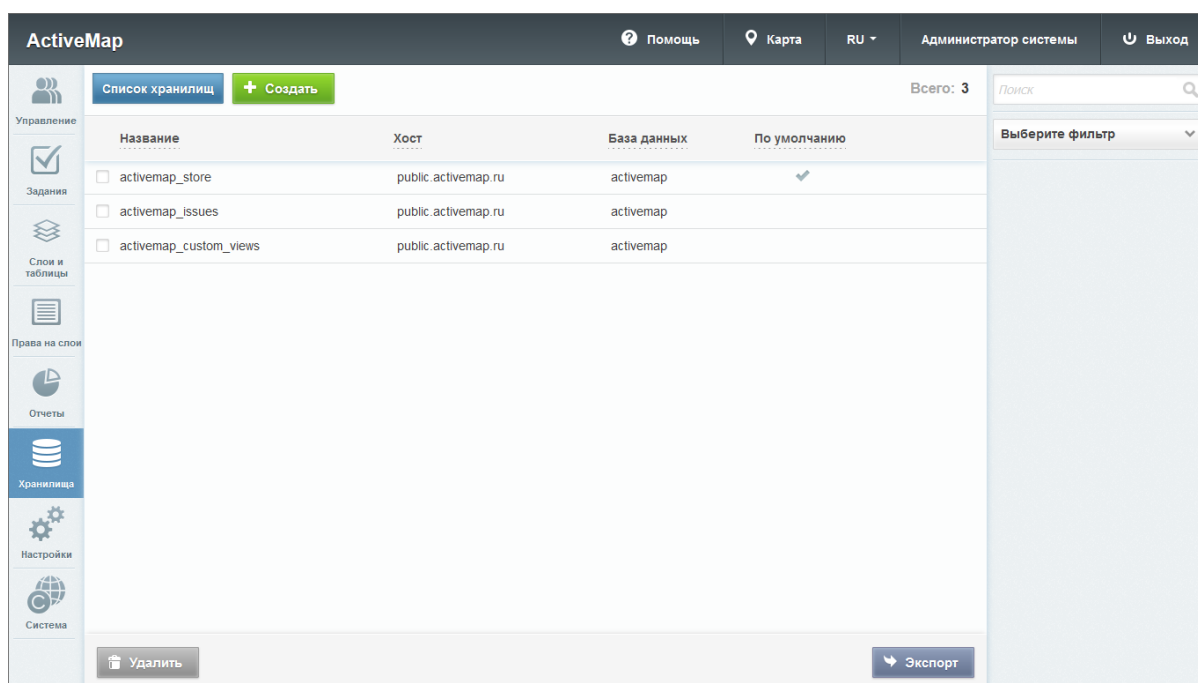 ActiveMap
Помощь
Карта
RU
Администратор системы
Выход
Управление
Задания
Слои и
таблицы
Права на слои
Отчеты
Хранилища
Настройки
Система
Список хранилищ
Создать
Всего: 3
Название Хост База данных По умолчанию
activemap_store public.activemap.ru activemap
activemap_issues public.activemap.ru activemap
activemap_custom_views public.activemap.ru activemap
Удалить
Экспорт
Поиск
Выберите фильтр